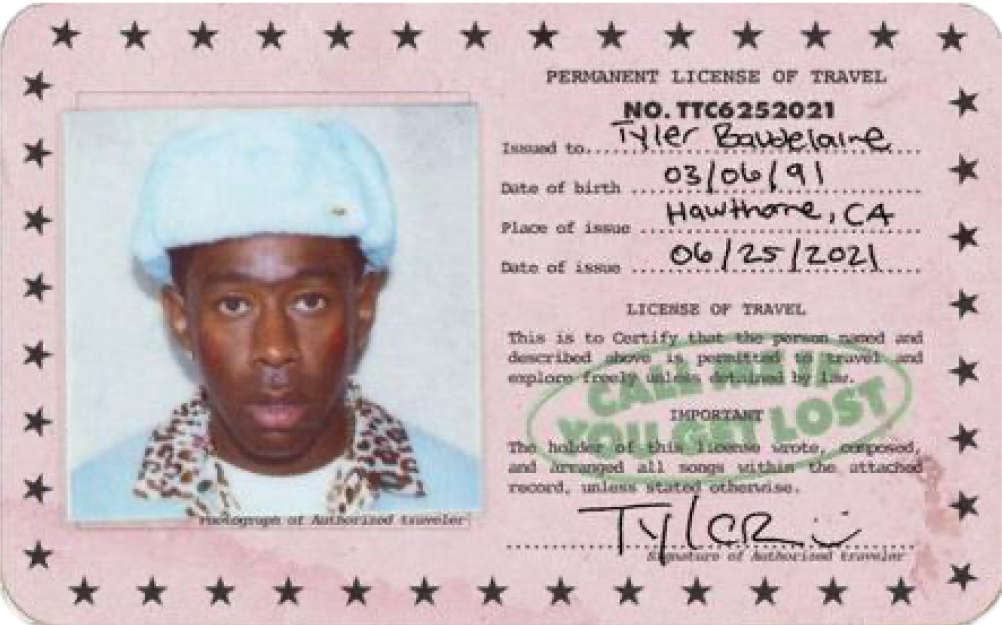 PERMANENT LICENSE OF TRAVEL
NO. TTC6252021
Issued to. Tyler Baudelaire
Date of birth 03/06/91
Place of issue Hawthorne, CA
Date of issue 06/25/2021
LICENSE OF TRAVEL
This is to Certify that the person named and
described above is permitted to travel and
explore freely unless detained by law.
CALL ME IF
YOU GET LOST
IMPORTANT
The holder of this license wrote, composed,
and arranged all songs within the attached
record, unless stated otherwise.
TYLER :)
Signature of Authorized traveler
Photograph of Authorized traveler